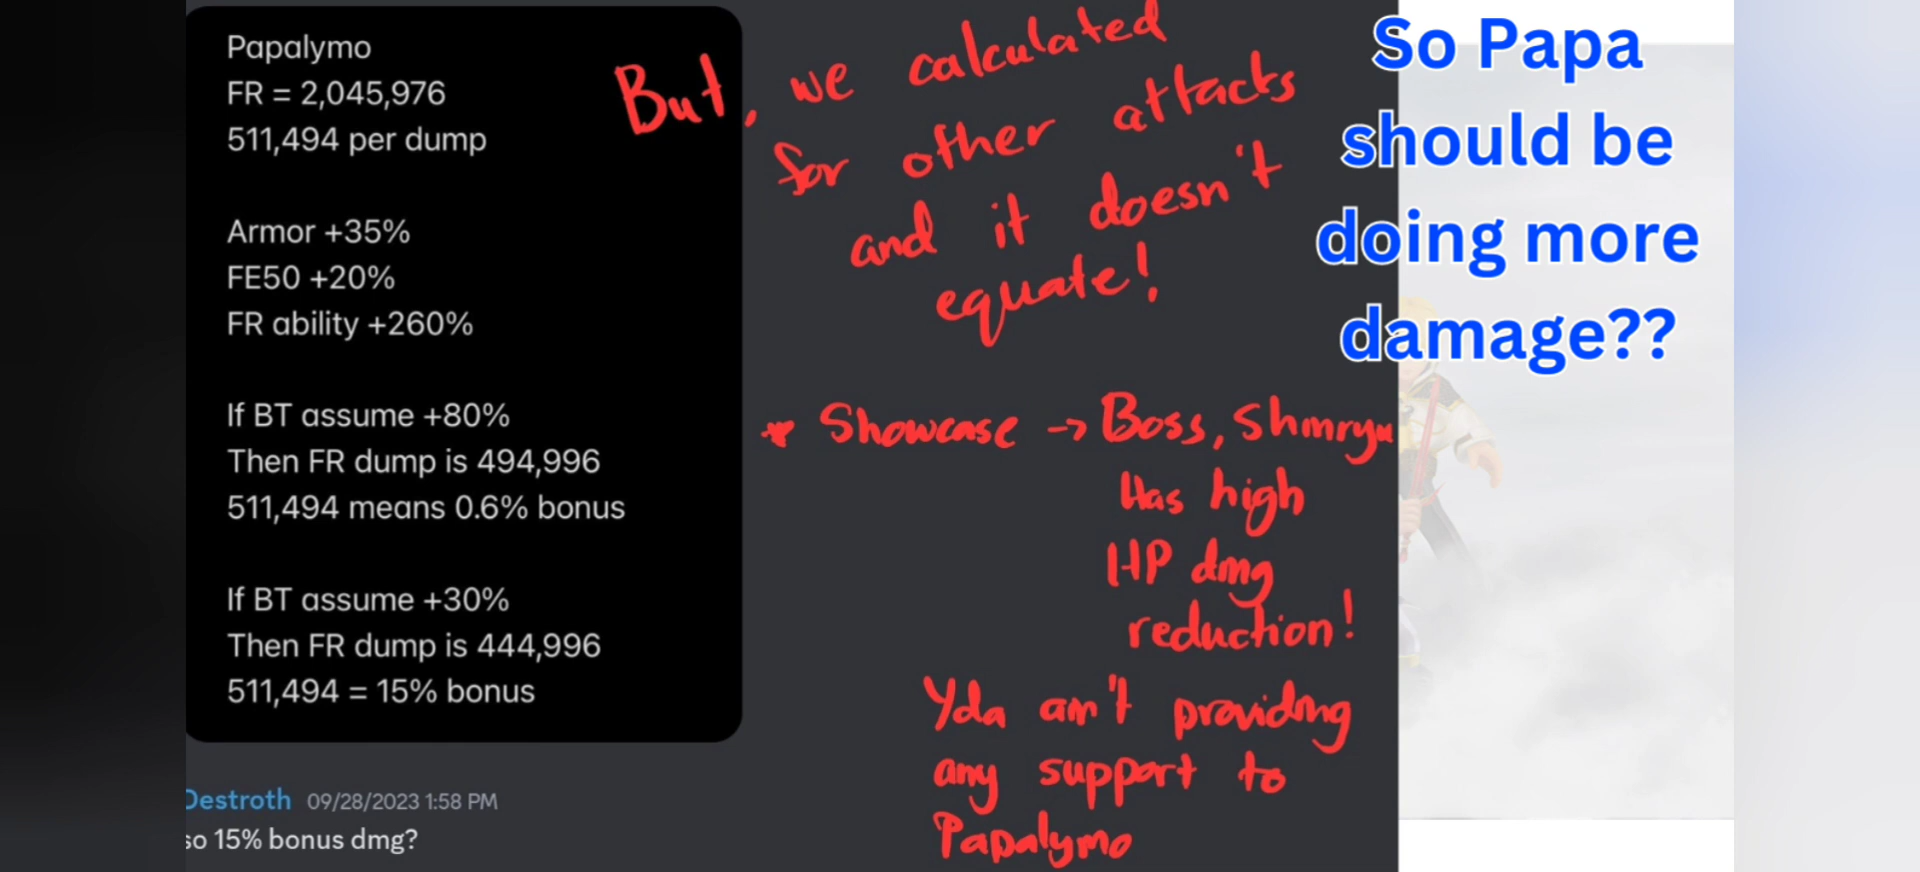 Papalymo
FR = 2,045,976
511,494 per dump
Armor +35%
FE50 +20%
FR ability +260%
If BT assume +80%
Then FR dump is 494,996
511,494 means 0.6% bonus
If BT assume +30%
Then FR dump is 444,996
511,494 = 15% bonus
Destroth 09/28/2023 1:58 PM
so 15% bonus dmg?
But, we calculated
for other attacks
and it doesn't
equate!
* Showcase -> Boss, Shinryu
Has high
HP dmg
reduction!
Yda ain't providing
any support to
Papalymo
So Papa
should be
doing more
damage??